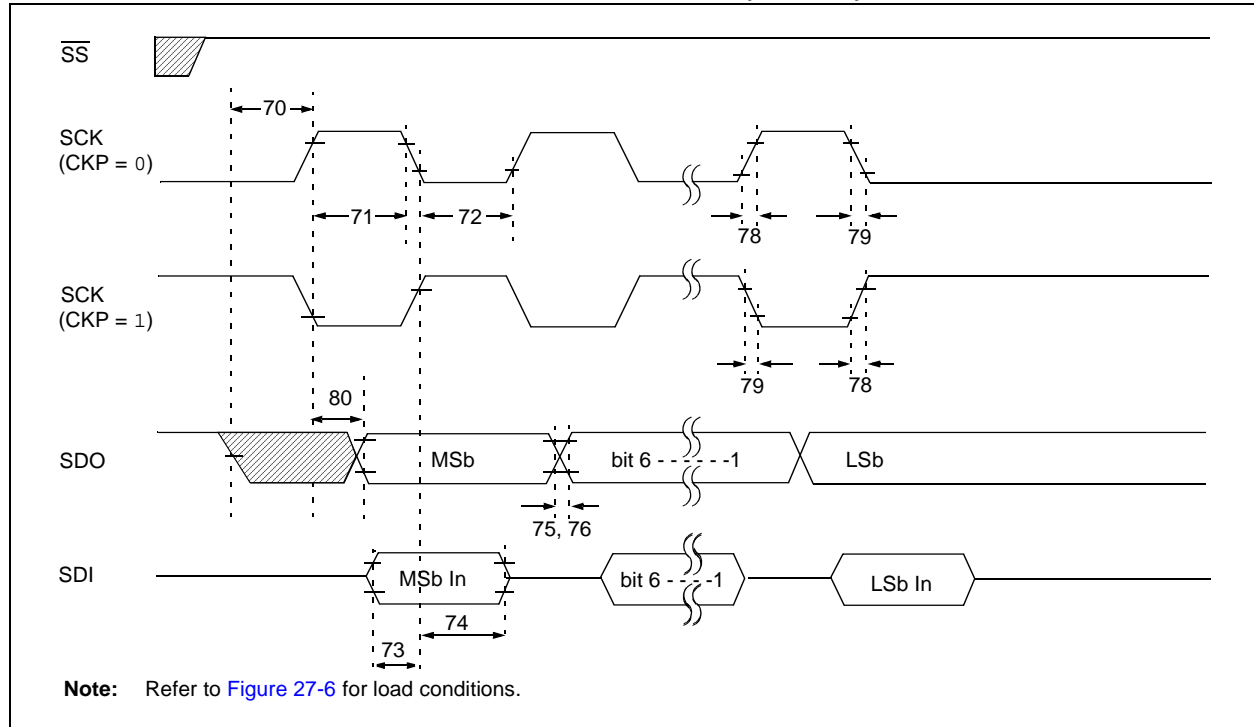 SS
70
SCK
(CKP = 0)
71
72
78
79
SCK
(CKP = 1)
79
78
80
SDO
MSb
bit 6 - - - - - -1
LSb
75, 76
SDI
MSb In
bit 6 - - - -1
LSb In
74
73
Note: Refer to Figure 27-6 for load conditions.